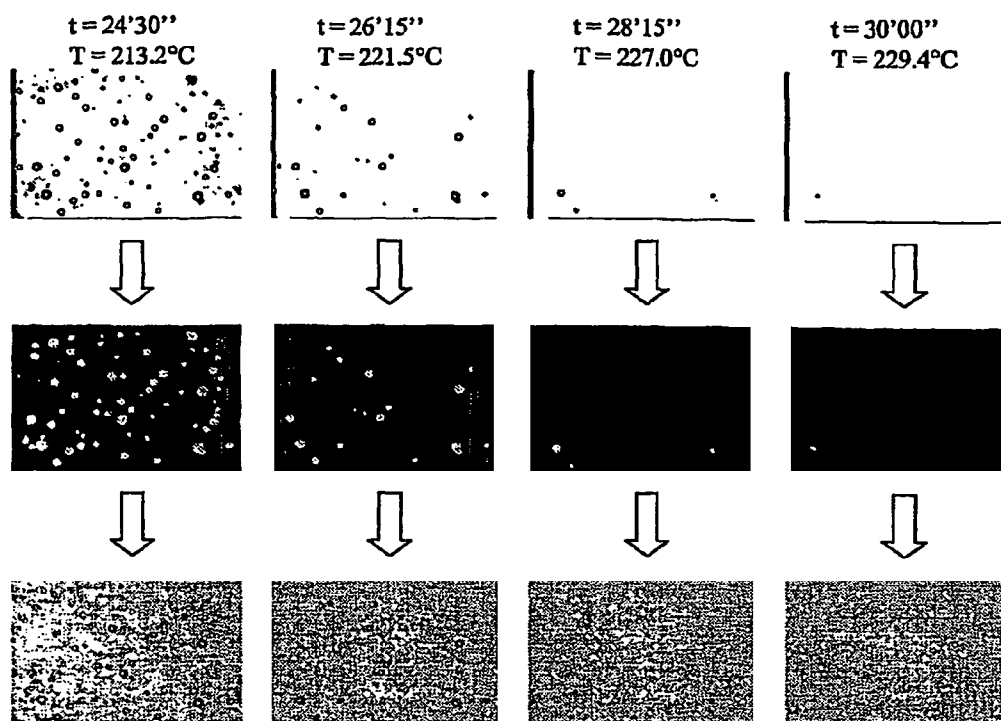 t = 24'30”
T = 213.2°C
t = 26'15”
T = 221.5°C
t = 28'15”
T = 227.0°C
t = 30'00”
T = 229.4°C